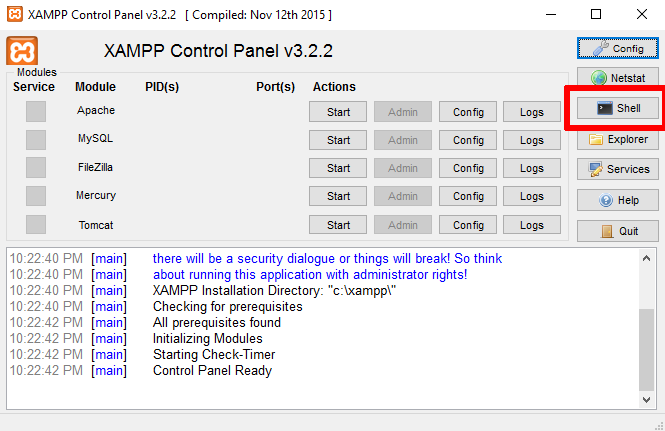 XAMPP Control Panel v3.2.2 [ Compiled: Nov 12th 2015 ]
XAMPP Control Panel v3.2.2
Config
Modules
Service Module PID(s) Port(s) Actions
Netstat
Apache Start Admin Config Logs
Shell
MySQL Start Admin Config Logs
Explorer
FileZilla Start Admin Config Logs
Services
Mercury Start Admin Config Logs
Help
Tomcat Start Admin Config Logs
Quit
10:22:40 PM [main] there will be a security dialogue or things will break! So think
10:22:40 PM [main] about running this application with administrator rights!
10:22:40 PM [main] XAMPP Installation Directory: "c:\xampp\"
10:22:40 PM [main] Checking for prerequisites
10:22:42 PM [main] All prerequisites found
10:22:42 PM [main] Initializing Modules
10:22:42 PM [main] Starting Check-Timer
10:22:42 PM [main] Control Panel Ready